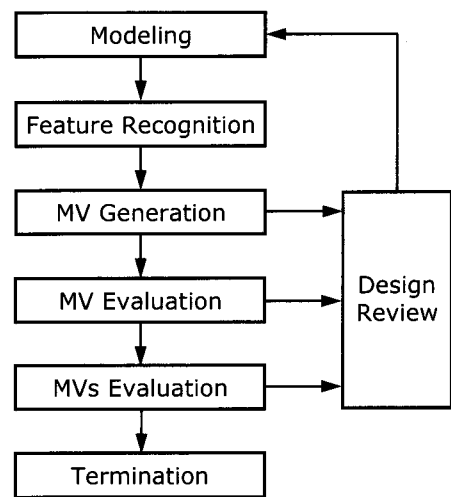 Modeling
Feature Recognition
MV Generation
MV Evaluation
MVs Evaluation
Termination
Design
Review